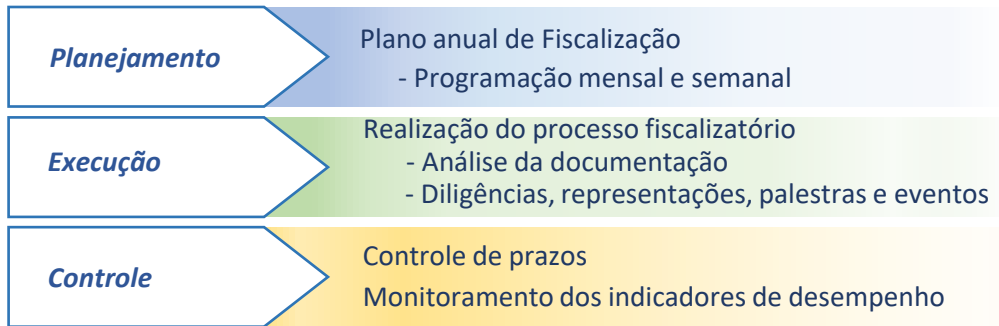 Planejamento
Plano anual de Fiscalização
- Programação mensal e semanal
Execução
Realização do processo fiscalizatório
- Análise da documentação
- Diligências, representações, palestras e eventos
Controle
Controle de prazos
Monitoramento dos indicadores de desempenho